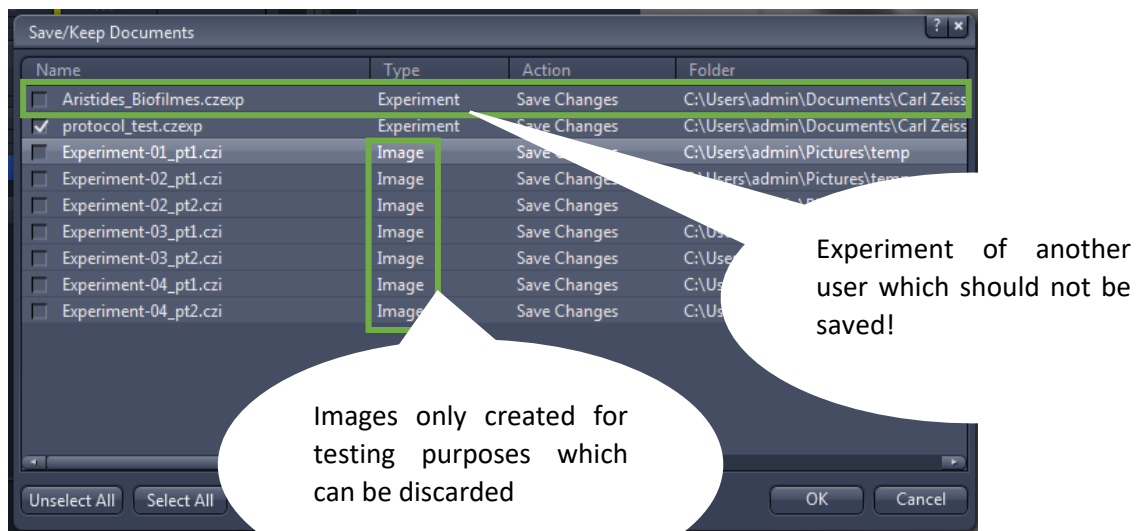 Save/Keep Documents
? ×
Name Type Action Folder
Aristides_Biofilmes.czexp Experiment Save Changes C:\Users\admin\Documents\Carl Zeiss
protocol_test.czexp Experiment Save Changes C:\Users\admin\Documents\Carl Zeiss
Experiment-01_pt1.czi Image Save C:\Users\admin\Pictures\temp
Experiment-02_pt1.czi Image Save Changes
Experiment-02_pt2.czi Image Save Changes
Experiment-03_pt1.czi Image Save Changes
Experiment-03_pt2.czi Image Save Changes
Experiment-04_pt1.czi Image Save Changes
Experiment-04_pt2.czi Image Save Changes
Experiment of another
user which should not be
saved!
Images only created for
testing purposes which
can be discarded
Unselect All Select All OK Cancel